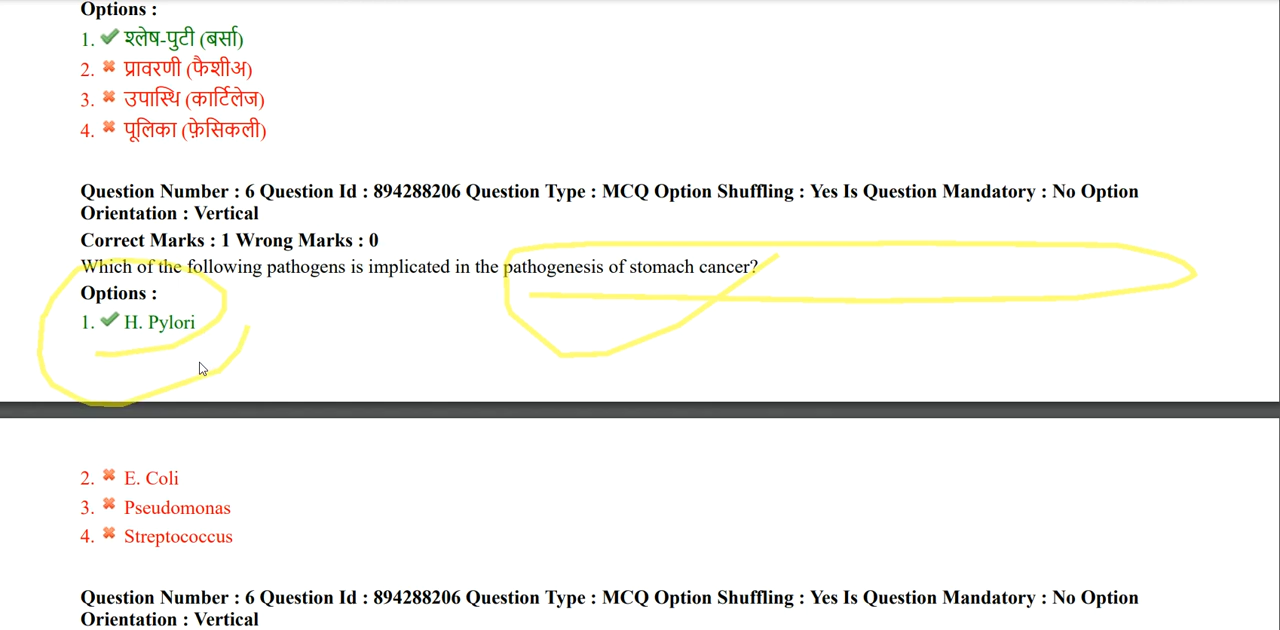 Options :
1. श्लेष-पुटी (बर्सा)
2. प्रावरणी (फैशीअ)
3. उपास्थि (कार्टिलेज)
4. पूलिका (फ़ेसिकली)
Question Number : 6 Question Id : 894288206 Question Type : MCQ Option Shuffling : Yes Is Question Mandatory : No Option
Orientation : Vertical
Correct Marks : 1 Wrong Marks : 0
Which of the following pathogens is implicated in the pathogenesis of stomach cancer?
Options :
1. H. Pylori
2. E. Coli
3. Pseudomonas
4. Streptococcus
Question Number : 6 Question Id : 894288206 Question Type : MCQ Option Shuffling : Yes Is Question Mandatory : No Option
Orientation : Vertical